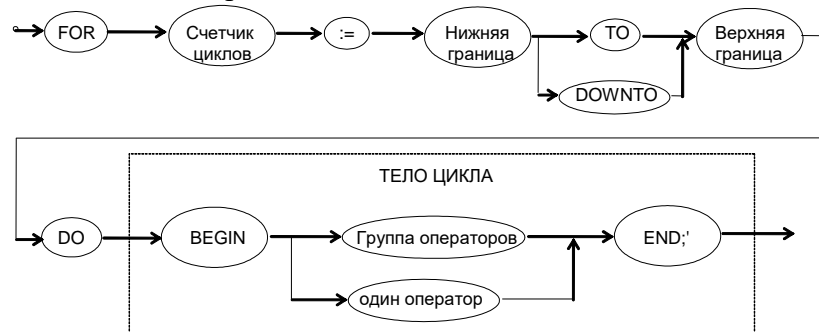 FOR
Счетчик
циклов
:=
Нижняя
граница
TO
DOWNTO
Верхняя
граница
ТЕЛО ЦИКЛА
DO
BEGIN
Группа операторов
один оператор
END;'